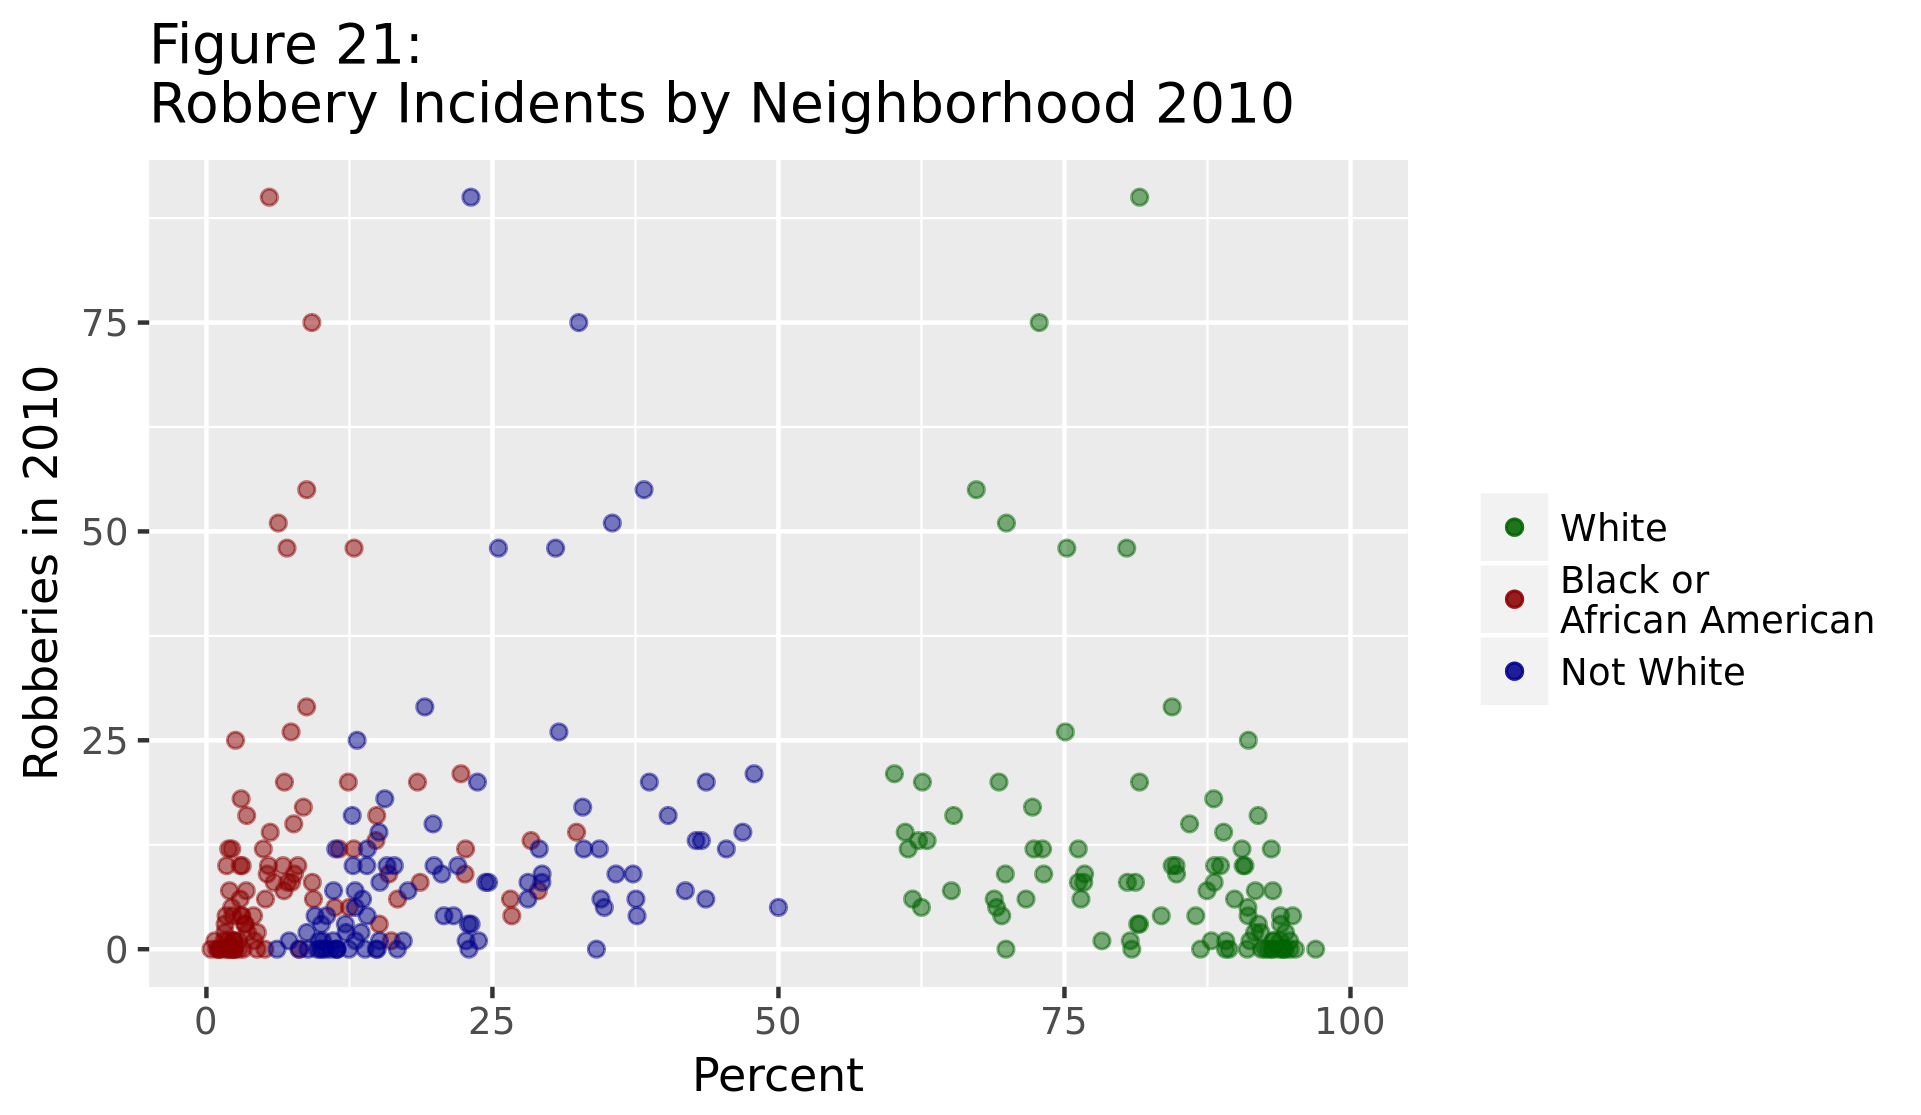 Figure 21:
Robbery Incidents by Neighborhood 2010
Robberies in 2010
75
50
25
0
0
25
50
75
100
Percent
White
Black or
African American
Not White